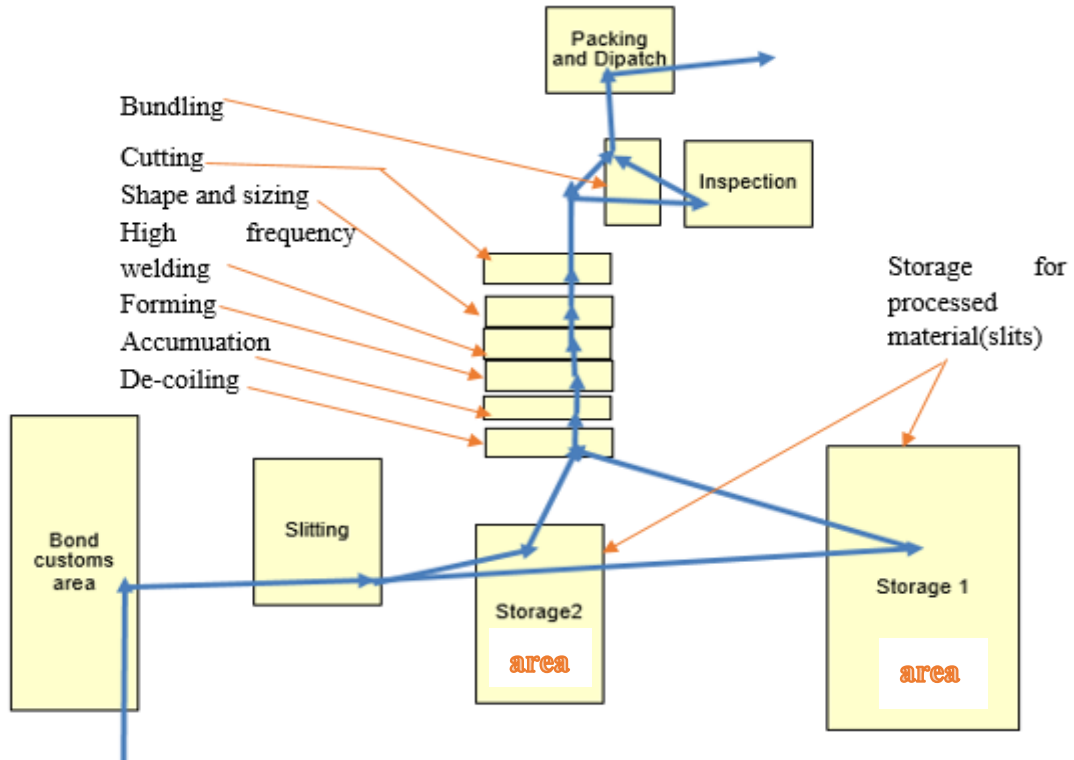 Packing
and Dipatch
Bundling
Cutting
Shape and sizing
High frequency
welding
Forming
Accumuation
De-coiling
Inspection
Storage for
processed
material(slits)
Bond
customs
area
Slitting
Storage2
area
Storage 1
area